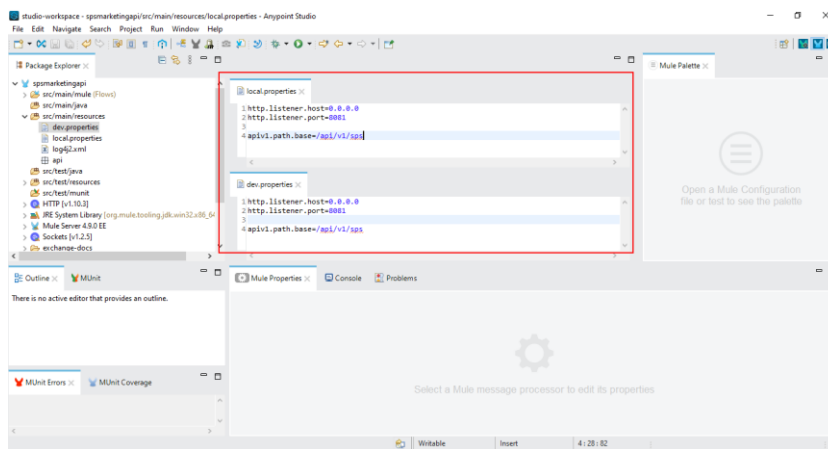 studio-workspace - spsmarketingapi/src/main/resources/local.properties - Anypoint Studio
File Edit Navigate Search Project Run Window Help
Package Explorer
spsmarketingapi
src/main/mule (Flows)
src/main/java
src/main/resources
dev.properties
local.properties
log4j2.xml
api
src/test/java
src/test/resources
src/test/munit
HTTP [v1.10.3]
JRE System Library [org.mule.tooling.jdk.win32.x86_64
Mule Server 4.9.0 EE
Sockets [v1.2.5]
exchange-docs
local.properties
1 http.listener.host=0.0.0.0
2 http.listener.port=8081
3
4 apiv1.path.base=/api/v1/sps
dev.properties
1 http.listener.host=0.0.0.0
2 http.listener.port=8081
3
4 apiv1.path.base=/api/v1/sps
Mule Palette
Open a Mule Configuration
file or test to see the palette
Outline MUnit
There is no active editor that provides an outline.
Mule Properties Console Problems
Select a Mule message processor to edit its properties
MUnit Errors MUnit Coverage
Writable Insert 4 : 28 : 82